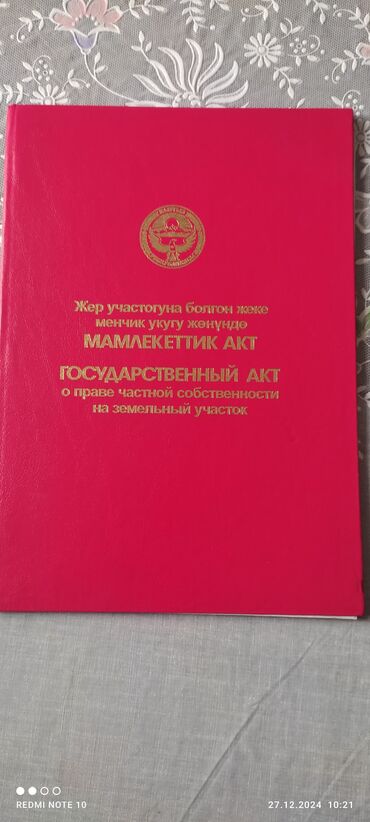 Жер участогуна болгон жеке
менчик укугу жөнүндө
МАМЛЕКЕТТИК АКТ
ГОСУДАРСТВЕННЫЙ АКТ
о праве частной собственности
на земельный участок
REDMI NOTE 10
27.12.2024 10:21